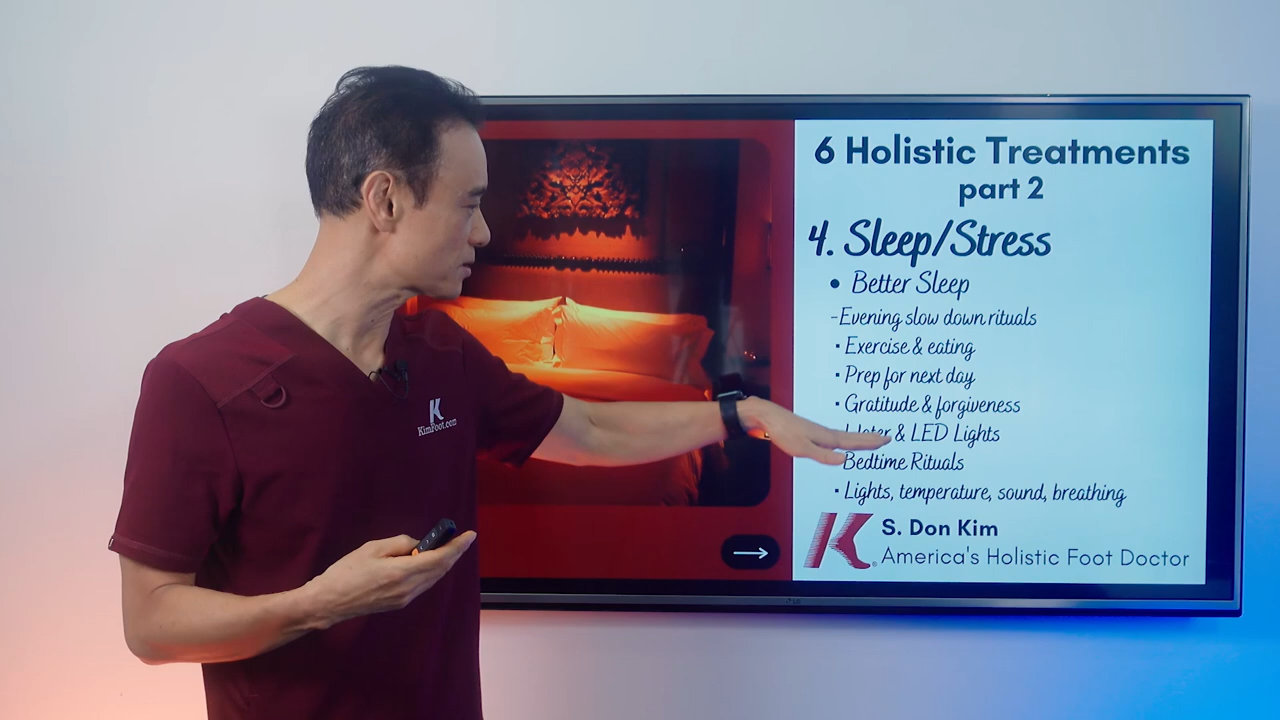 6 Holistic Treatments
part 2
4. Sleep/Stress
• Better Sleep
-Evening slow down rituals
· Exercise & eating
· Prep for next day
· Gratitude & forgiveness
& LED Lights
Bedtime Rituals
· Lights, temperature, sound, breathing
K® S. Don Kim
America's Holistic Foot Doctor
K
KimFoot.com
LG